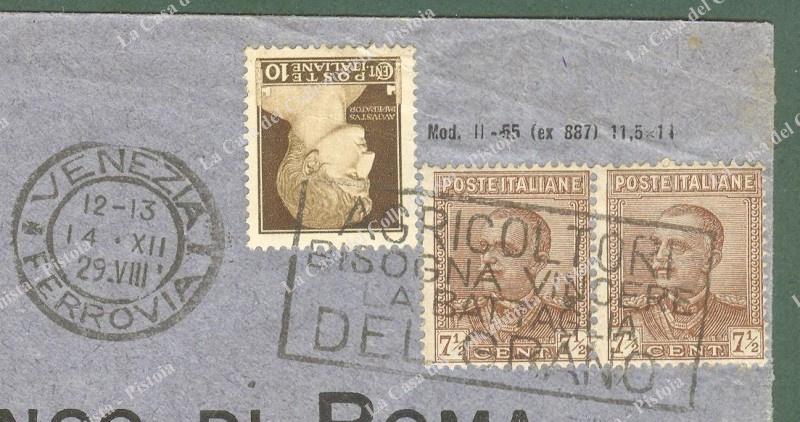 CENT. 10
POSTE
ITALIANE
AVGVSTVS
IMPERATOR
Mod. 11-55 (ex 887) 11,5×14
POSTE ITALIANE
POSTE ITALIANE
VENEZIA
12-13
14 · XII
29.VIII
FERROVIA
AGRICOLTORI
BISOGNA VINCERE
LA BATTAGLIA
DEL GRANO
7½ CENT. 7½
7½ CENT. 7½
DI ROMA
La Casa del Collezionista - Pistoia